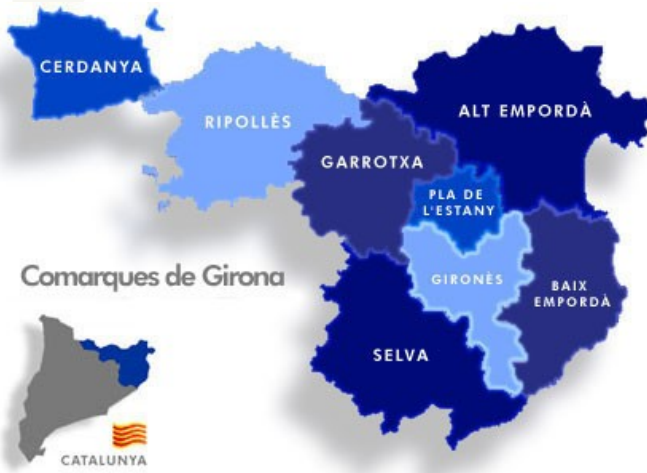 CERDANYA
RIPOLLÈS
ALT EMPORDÀ
GARROTXA
PLA DE
L'ESTANY
GIRONÈS
BAIX
EMPORDÀ
Comarques de Girona
SELVA
CATALUNYA